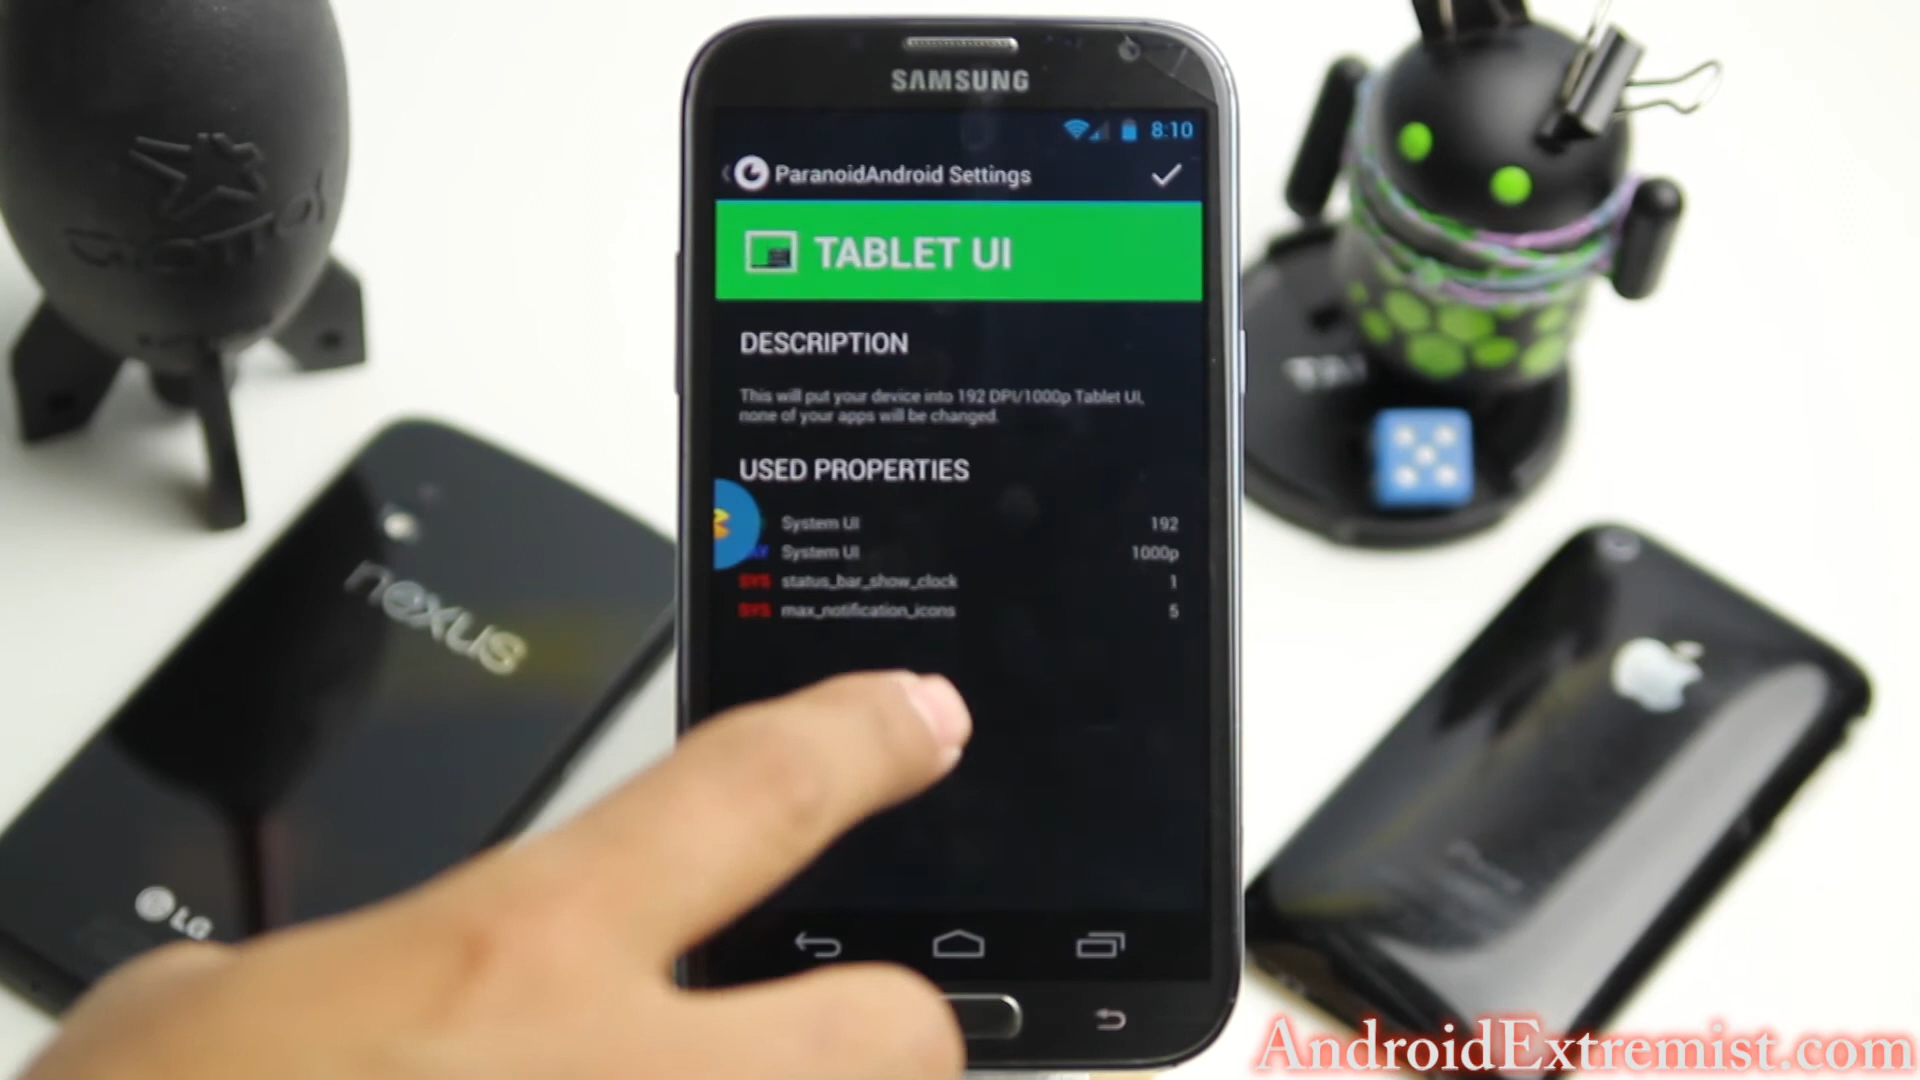 SAMSUNG
8:10
ParanoidAndroid Settings
TABLET UI
DESCRIPTION
This will put your device into 192 DPI/1000p Tablet UI,
none of your apps will be changed.
USED PROPERTIES
System UI 192
System UI 1000p
SYS status_bar_show_clock 1
SYS max_notification_icons 5
nexus
LG
iPhone
AndroidExtremist.com